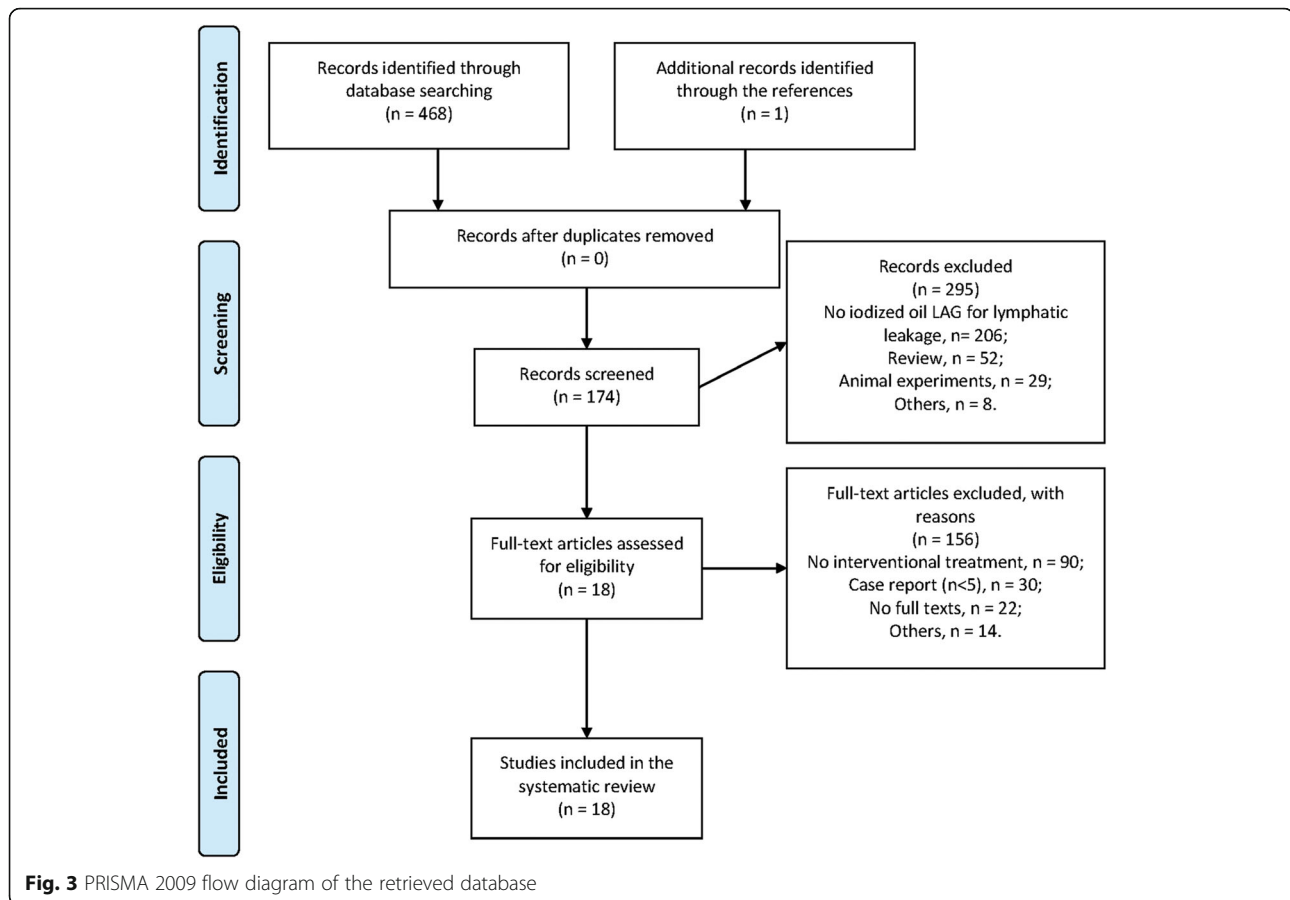 Identification
Records identified through
database searching
(n = 468)
Additional records identified
through the references
(n = 1)
Records after duplicates removed
(n = 0)
Screening
Records screened
(n = 174)
Records excluded
(n = 295)
No iodized oil LAG for lymphatic
leakage, n= 206;
Review, n = 52;
Animal experiments, n = 29;
Others, n = 8.
Eligibility
Full-text articles assessed
for eligibility
(n = 18)
Full-text articles excluded, with
reasons
(n = 156)
No interventional treatment, n = 90;
Case report (n<5), n = 30;
No full texts, n = 22;
Others, n = 14.
Included
Studies included in the
systematic review
(n = 18)
Fig. 3 PRISMA 2009 flow diagram of the retrieved database